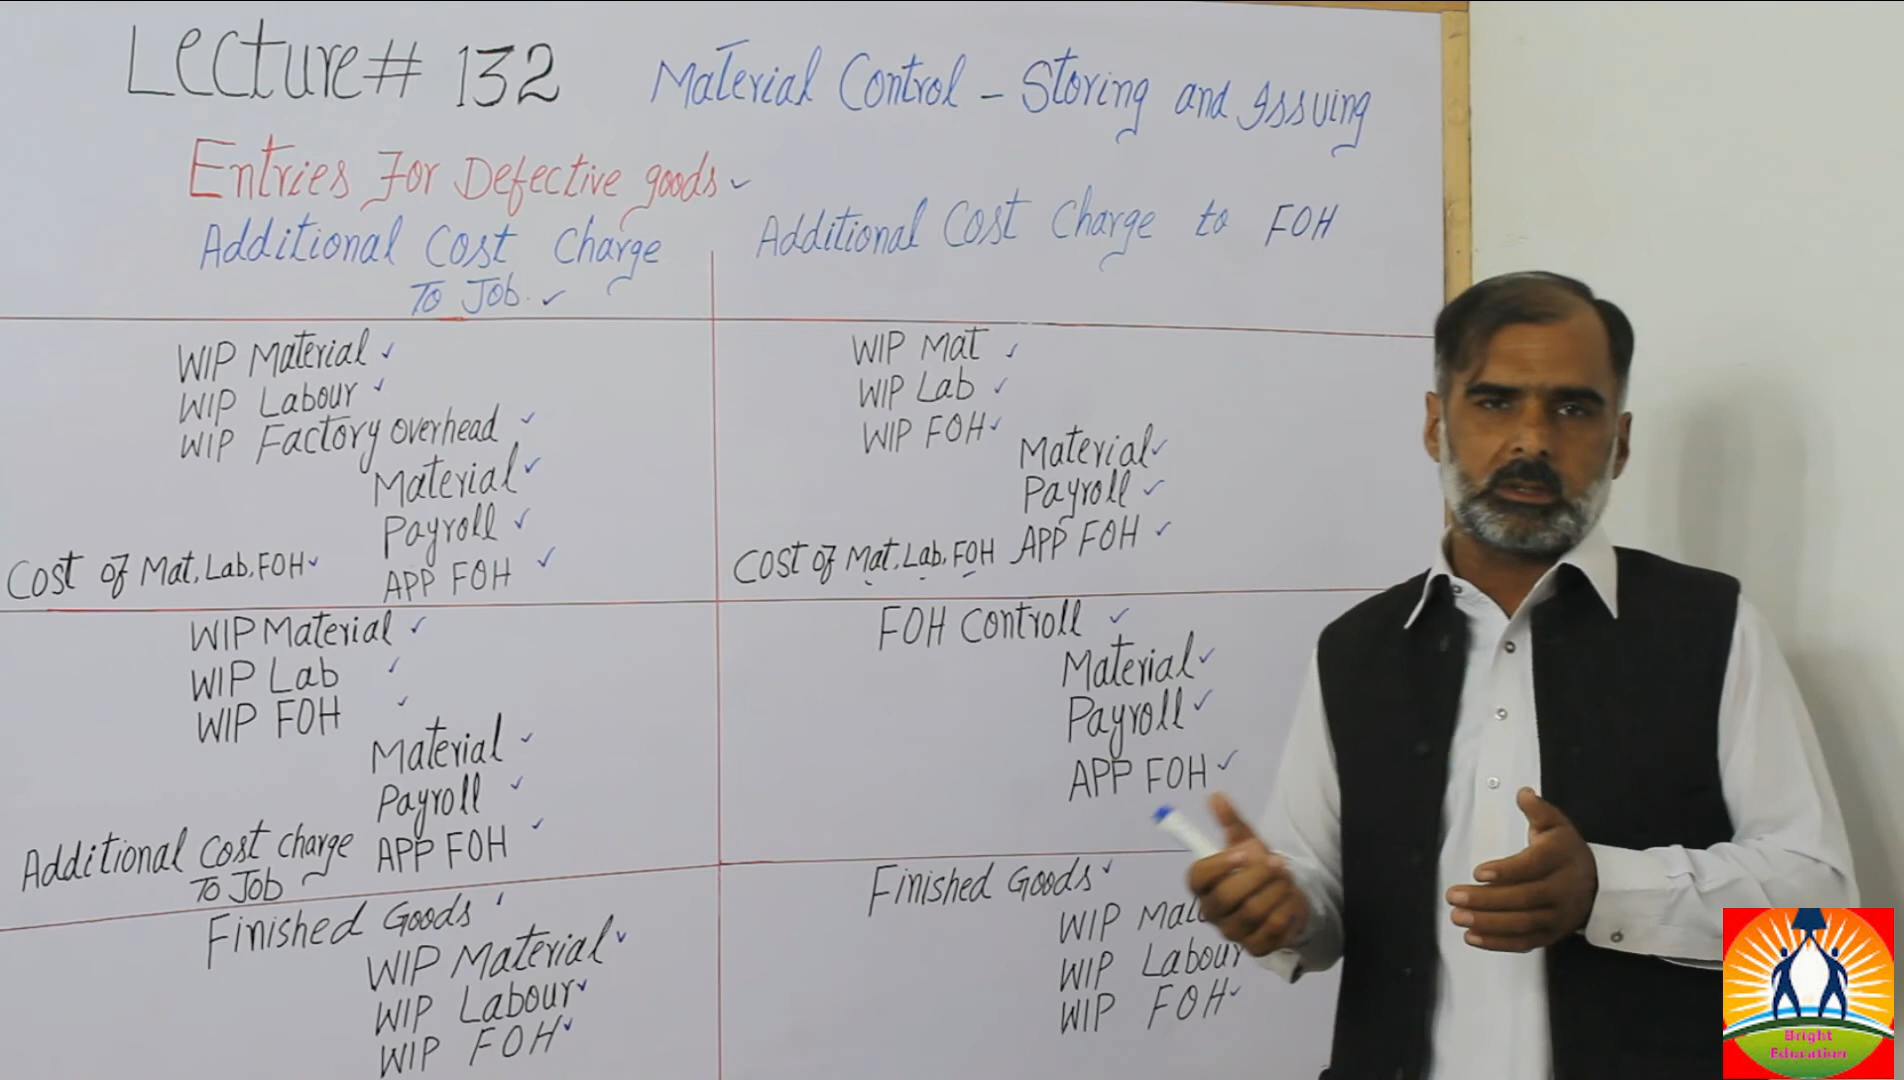 Lecture# 132
Material Control - Storing and Issuing
Entries For Defective goods
Additional Cost Charge
To Job
Additional Cost Charge to FOH
WIP Material
WIP Labour
WIP Factory overhead
Material
Payroll
Cost of Mat, Lab, FOH
APP FOH
WIP Mat
WIP Lab
WIP FOH
Material
Payroll
Cost of Mat, Lab, FOH
APP FOH
WIP Material
WIP Lab
WIP FOH
Material
Payroll
Additional Cost Charge
To Job
APP FOH
FOH Controll
Material
Payroll
APP FOH
Finished Goods
WIP Material
WIP Labour
WIP FOH
Finished Goods
WIP
WIP Labour
WIP FOH
Bright
Education